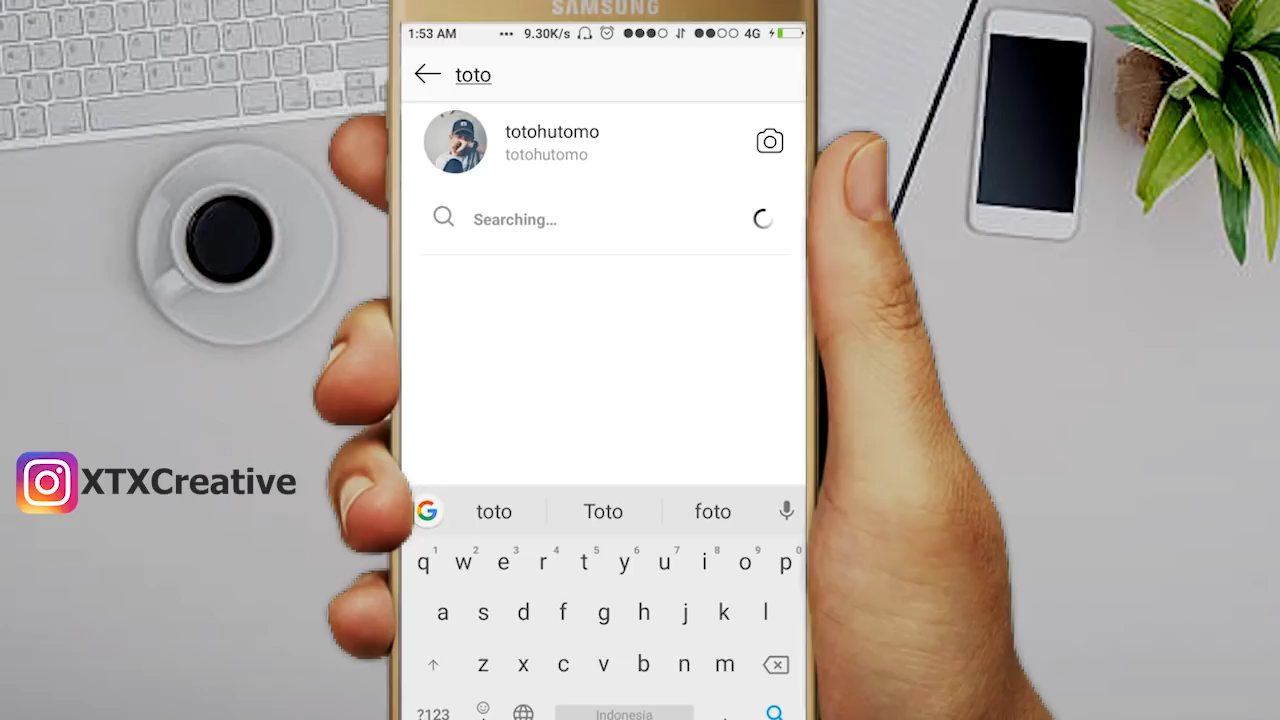 SAMSUNG
1:53 AM ••• 9.30K/s 4G
toto
totohutomo
totohutomo
Searching...
XTXCreative
G toto Toto foto
1 2 3 4 5 6 7 8 9 0
q w e r t y u i o p
a s d f g h j k l
z x c v b n m
?123 Indonesia .